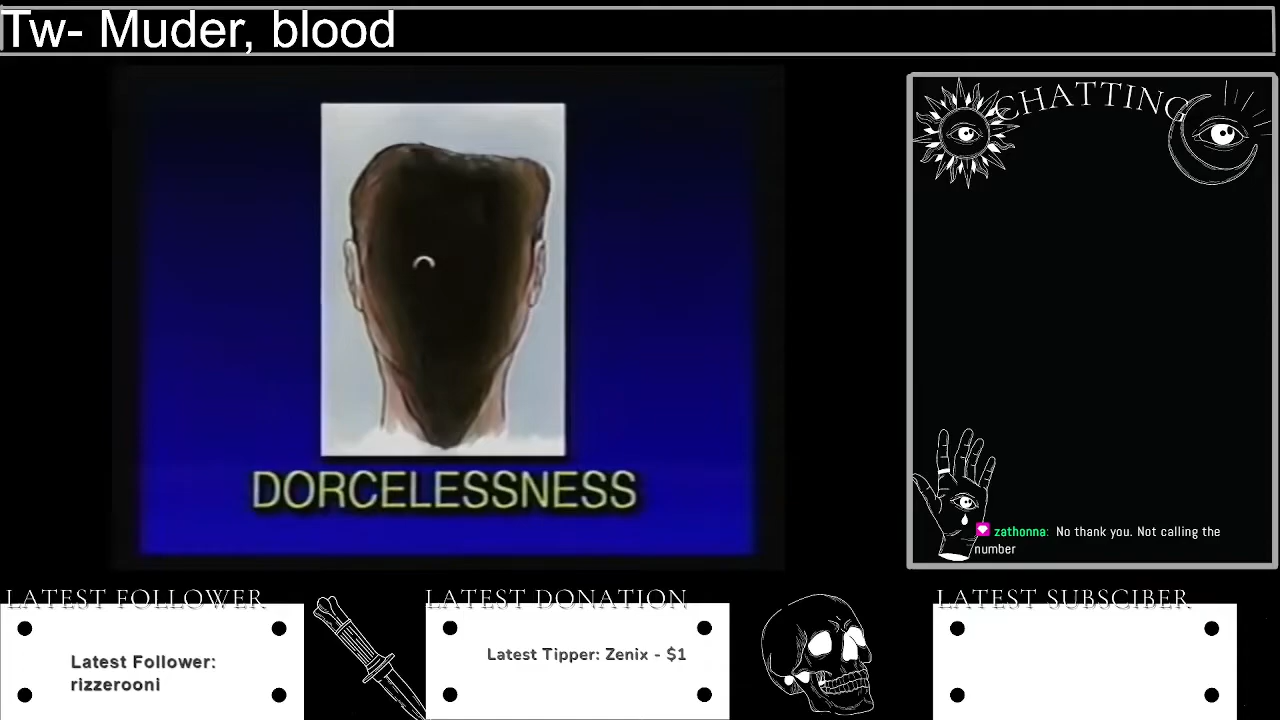 Tw- Muder, blood
CHATTING
DORCELESSNESS
zathonna: No thank you. Not calling the
number
LATEST FOLLOWER
Latest Follower:
rizzerooni
LATEST DONATION
Latest Tipper: Zenix - $1
LATEST SUBSCIBER